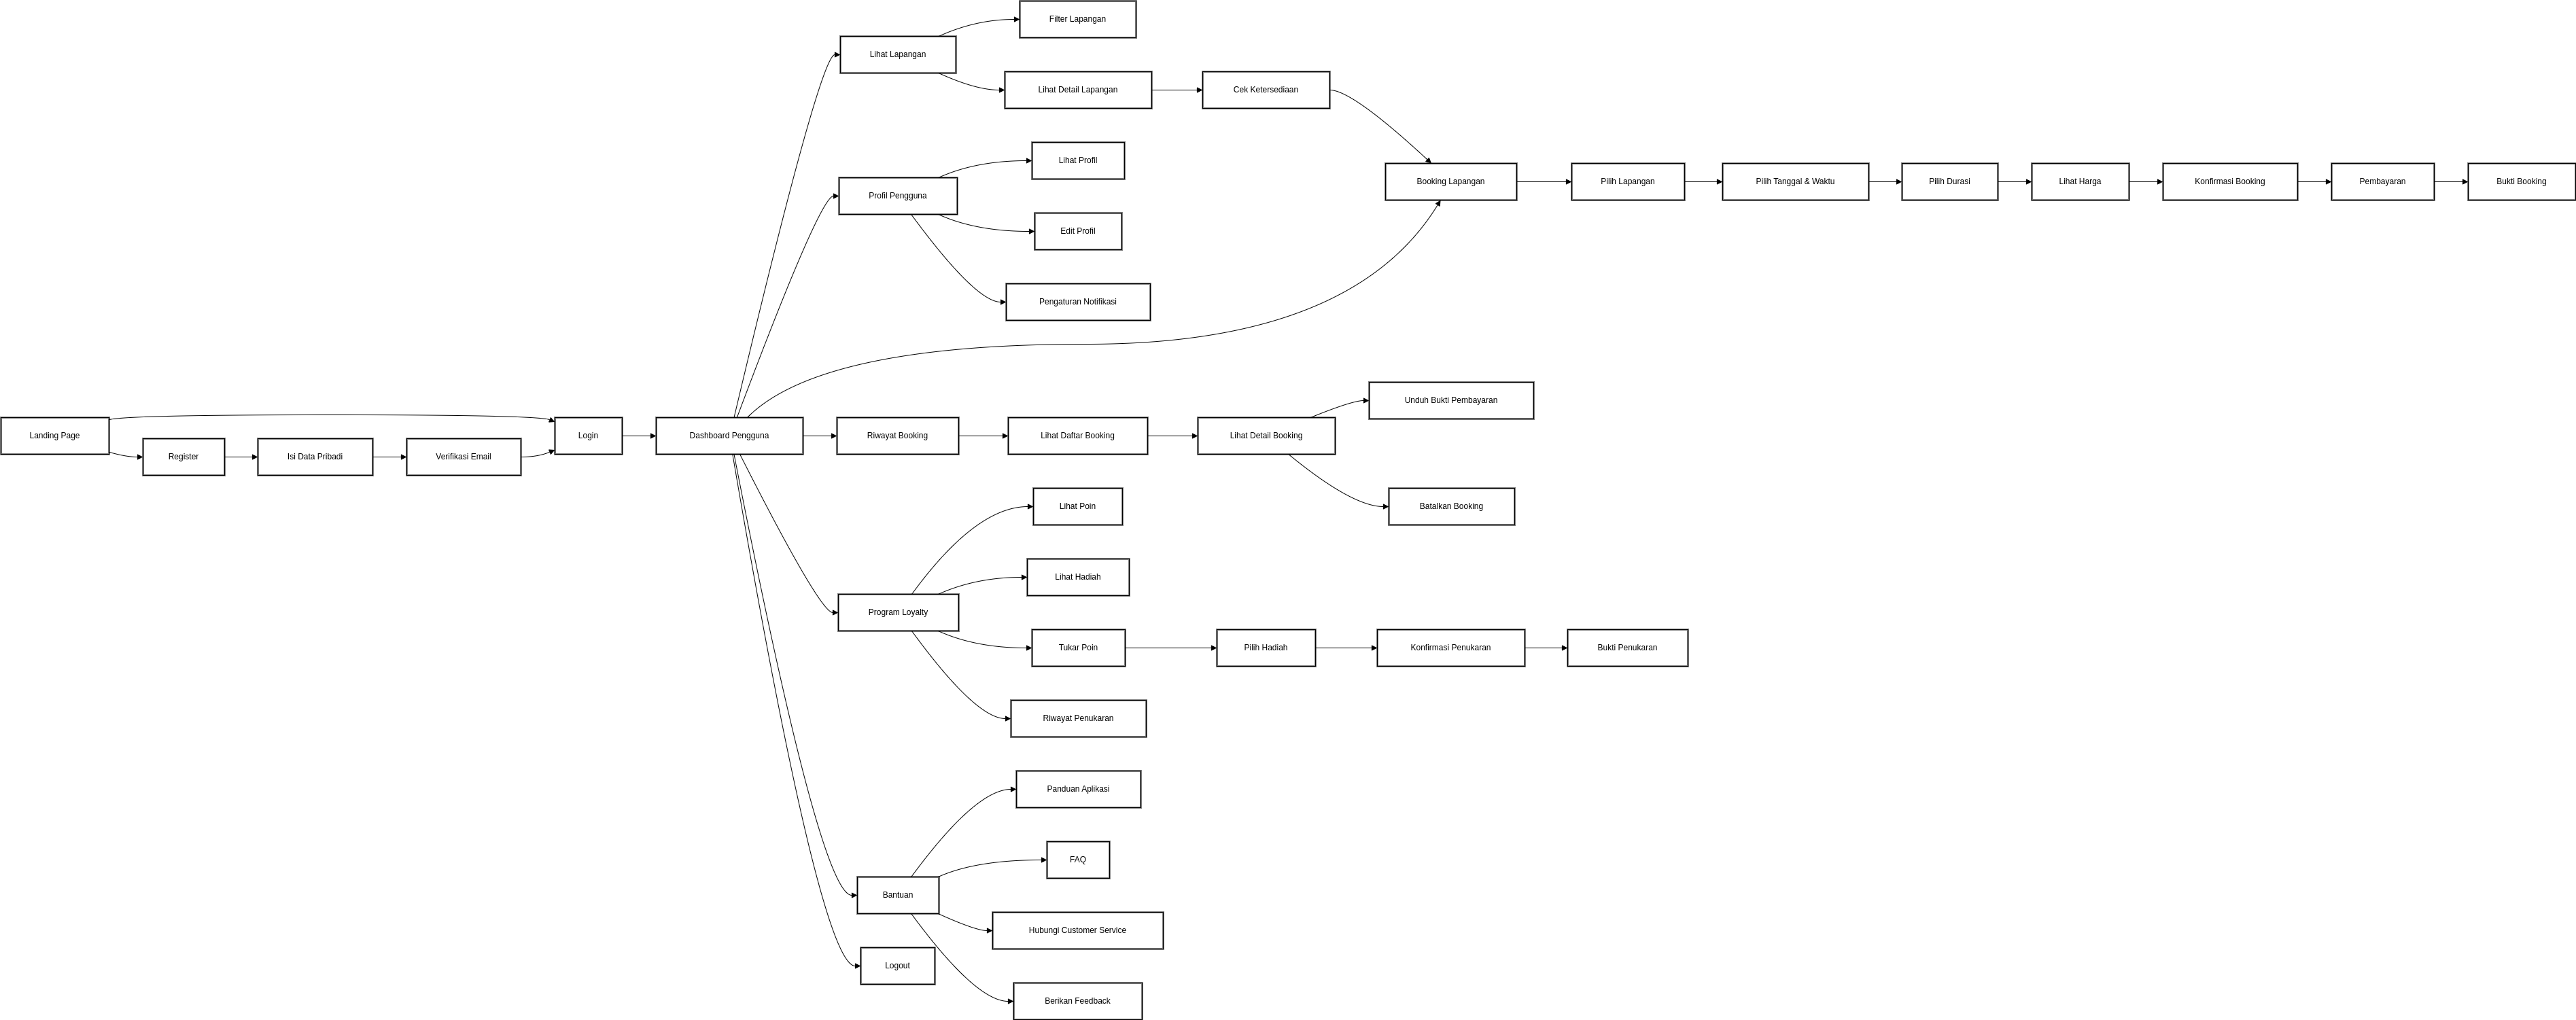 Filter Lapangan
Lihat Lapangan
Lihat Detail Lapangan
Cek Ketersediaan
Lihat Profil
Profil Pengguna
Edit Profil
Pengaturan Notifikasi
Booking Lapangan
Pilih Lapangan
Pilih Tanggal & Waktu
Pilih Durasi
Lihat Harga
Konfirmasi Booking
Pembayaran
Bukti Booking
Landing Page
Register
Isi Data Pribadi
Verifikasi Email
Login
Dashboard Pengguna
Riwayat Booking
Lihat Daftar Booking
Lihat Detail Booking
Unduh Bukti Pembayaran
Batalkan Booking
Lihat Poin
Lihat Hadiah
Program Loyalty
Tukar Poin
Pilih Hadiah
Konfirmasi Penukaran
Bukti Penukaran
Riwayat Penukaran
Panduan Aplikasi
FAQ
Bantuan
Hubungi Customer Service
Logout
Berikan Feedback